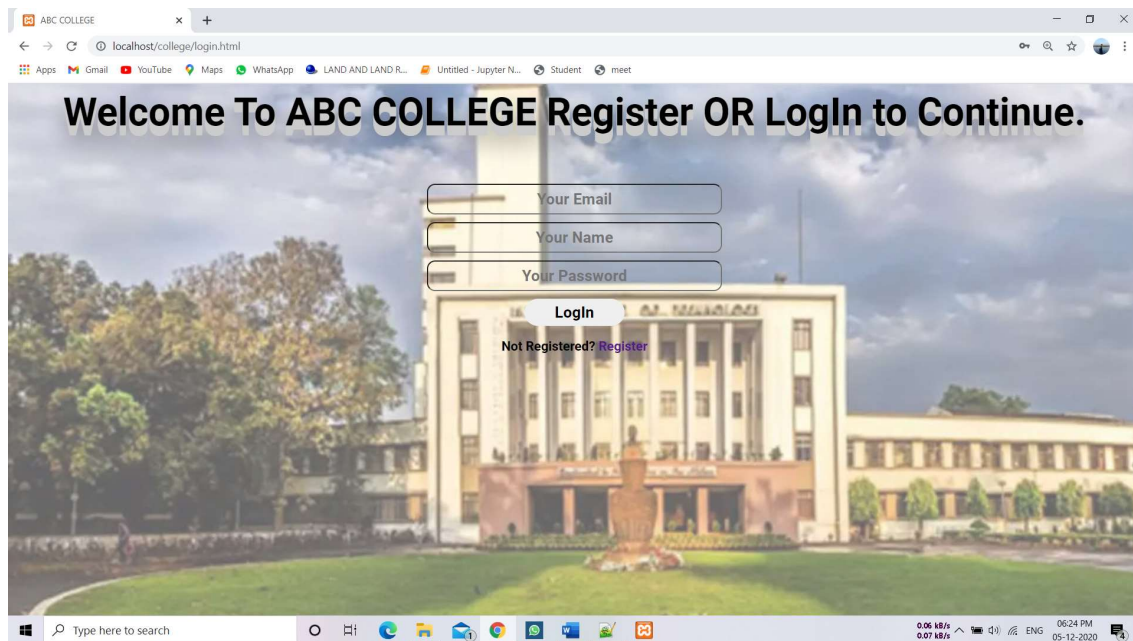 ABC COLLEGE
localhost/college/login.html
Apps Gmail YouTube Maps WhatsApp LAND AND LAND R... Untitled - Jupyter N... Student meet
Welcome To ABC COLLEGE Register OR LogIn to Continue.
Your Email
Your Name
Your Password
LogIn
Not Registered? Register
Type here to search
0.06 kB/s
0.07 kB/s
ENG
06:24 PM
05-12-2020